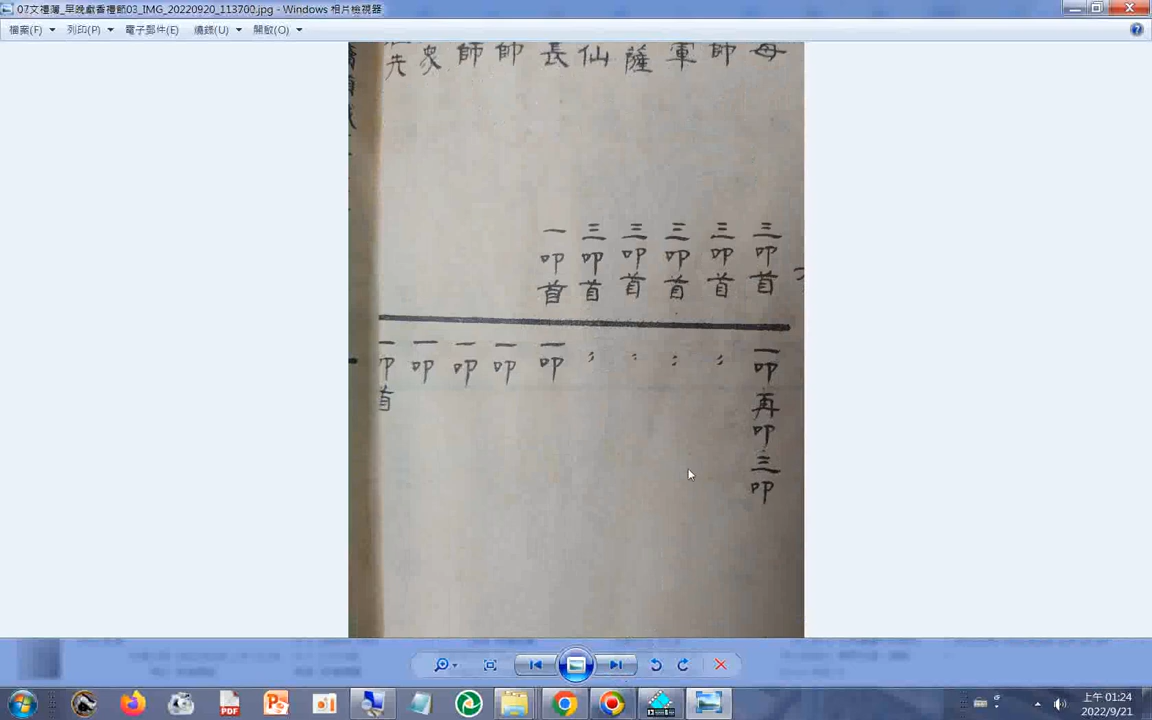 07文禮薄_早晚獻香禮節03_IMG_20220920_113700.jpg - Windows 相片檢視器
檔案(F) 列印(P) 電子郵件(E) 燒錄(U) 開啟(O)
母 三叩首 一叩再叩三叩
帥 三叩首 〃
軍 三叩首 〃
薩 三叩首 〃
仙 三叩首 〃
長 一叩首 一叩
帥 一叩
師 一叩
眾 一叩
先 一叩首
上午 01:24
2022/9/21